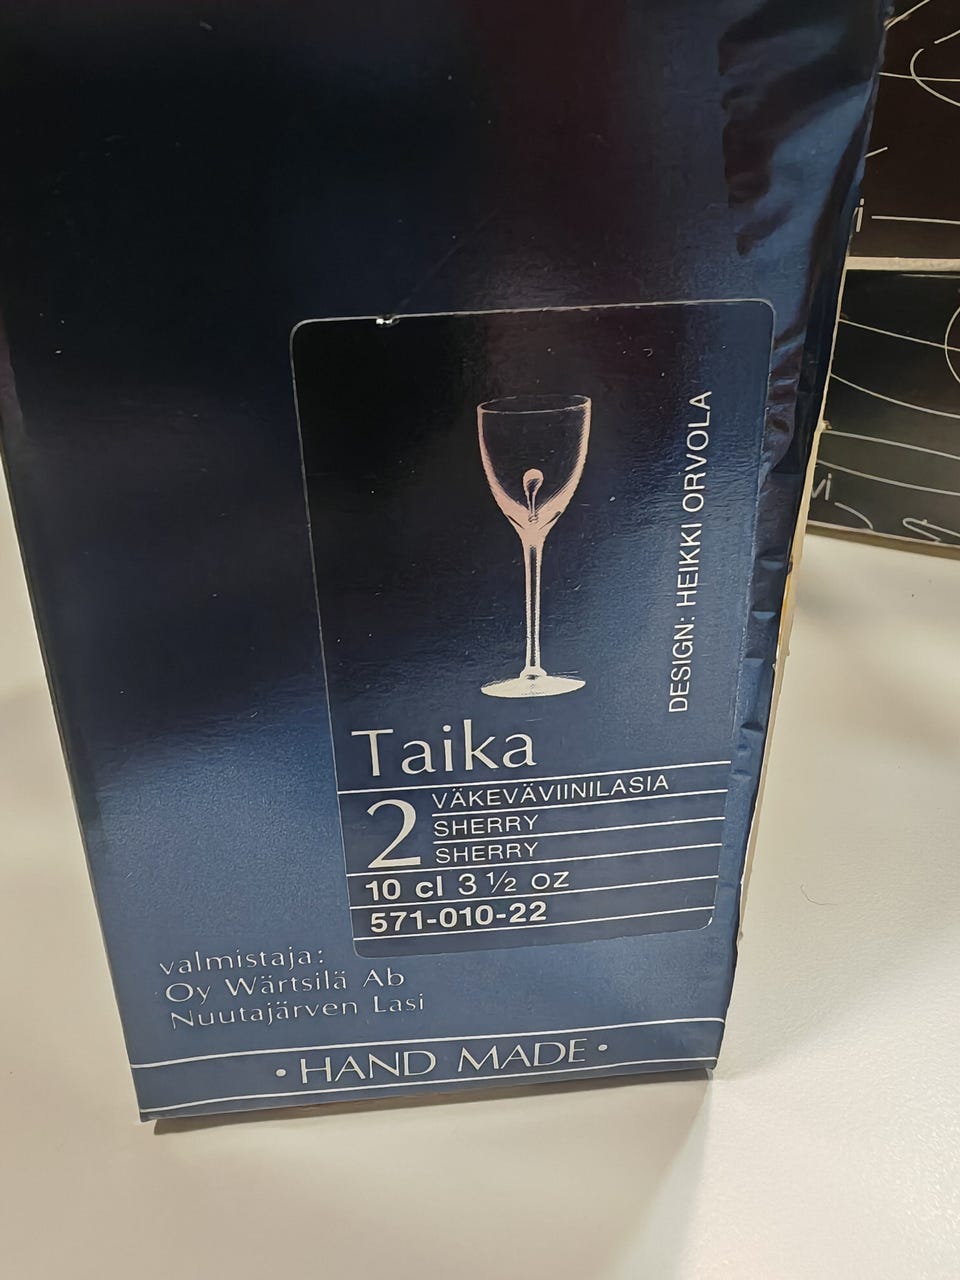 DESIGN: HEIKKI ORVOLA
Taika
2
VÄKEVÄVIINILASIA
SHERRY
SHERRY
10 cl 3 ½ OZ
571-010-22
valmistaja:
Oy Wärtsilä Ab
Nuutajärven Lasi
• HAND MADE •